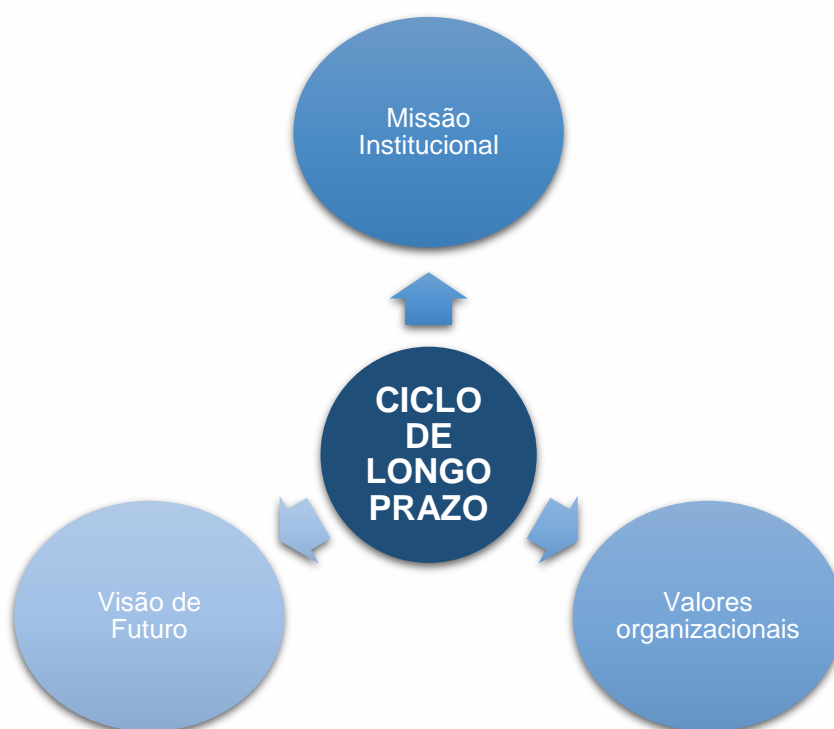 Missão
Institucional
CICLO
DE
LONGO
PRAZO
Visão de
Futuro
Valores
organizacionais